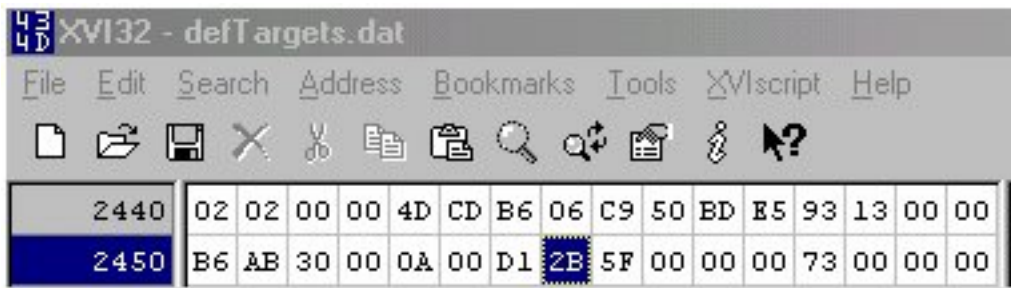 43
4D XVI32 - defTargets.dat
File Edit Search Address Bookmarks Tools XVIscript Help
2440 02 02 00 00 4D CD B6 06 C9 50 BD E5 93 13 00 00
2450 B6 AB 30 00 0A 00 D1 2B 5F 00 00 00 73 00 00 00